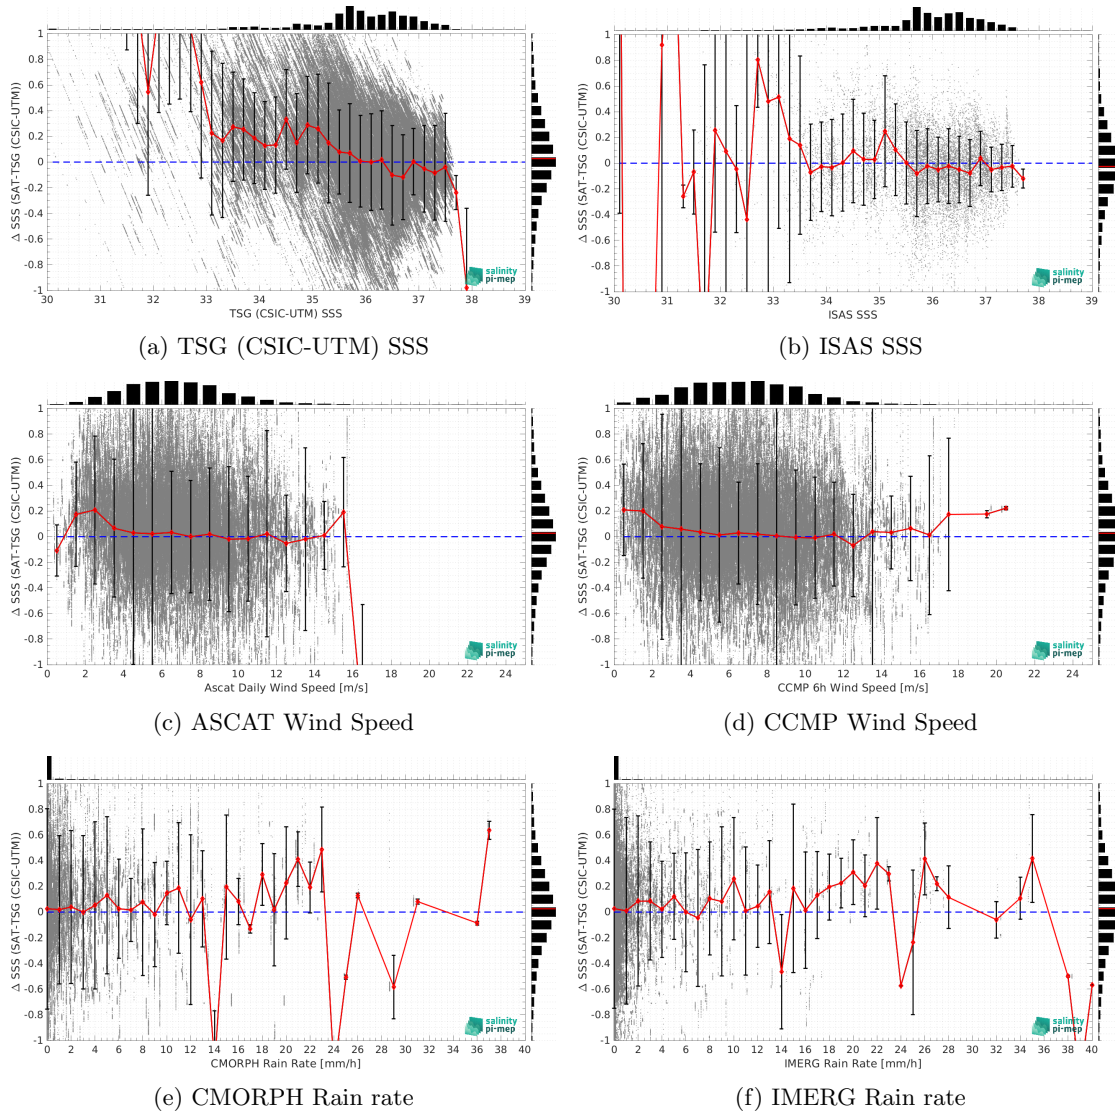 1
0.8
0.6
0.4
0.2
0
-0.2
-0.4
-0.6
-0.8
-1
Δ SSS (SAT-TSG (CSIC-UTM))
30 31 32 33 34 35 36 37 38 39
TSG (CSIC-UTM) SSS
salinity
pi-mep
(a) TSG (CSIC-UTM) SSS
1
0.8
0.6
0.4
0.2
0
-0.2
-0.4
-0.6
-0.8
-1
Δ SSS (SAT-TSG (CSIC-UTM))
30 31 32 33 34 35 36 37 38 39
ISAS SSS
salinity
pi-mep
(b) ISAS SSS
1
0.8
0.6
0.4
0.2
0
-0.2
-0.4
-0.6
-0.8
-1
Δ SSS (SAT-TSG (CSIC-UTM))
0 2 4 6 8 10 12 14 16 18 20 22 24
Ascat Daily Wind Speed [m/s]
salinity
pi-mep
(c) ASCAT Wind Speed
1
0.8
0.6
0.4
0.2
0
-0.2
-0.4
-0.6
-0.8
-1
Δ SSS (SAT-TSG (CSIC-UTM))
0 2 4 6 8 10 12 14 16 18 20 22 24
CCMP 6h Wind Speed [m/s]
salinity
pi-mep
(d) CCMP Wind Speed
1
0.8
0.6
0.4
0.2
0
-0.2
-0.4
-0.6
-0.8
-1
Δ SSS (SAT-TSG (CSIC-UTM))
0 2 4 6 8 10 12 14 16 18 20 22 24 26 28 30 32 34 36 38 40
CMORPH Rain Rate [mm/h]
salinity
pi-mep
(e) CMORPH Rain rate
1
0.8
0.6
0.4
0.2
0
-0.2
-0.4
-0.6
-0.8
-1
Δ SSS (SAT-TSG (CSIC-UTM))
0 2 4 6 8 10 12 14 16 18 20 22 24 26 28 30 32 34 36 38 40
IMERG Rain Rate [mm/h]
salinity
pi-mep
(f) IMERG Rain rate